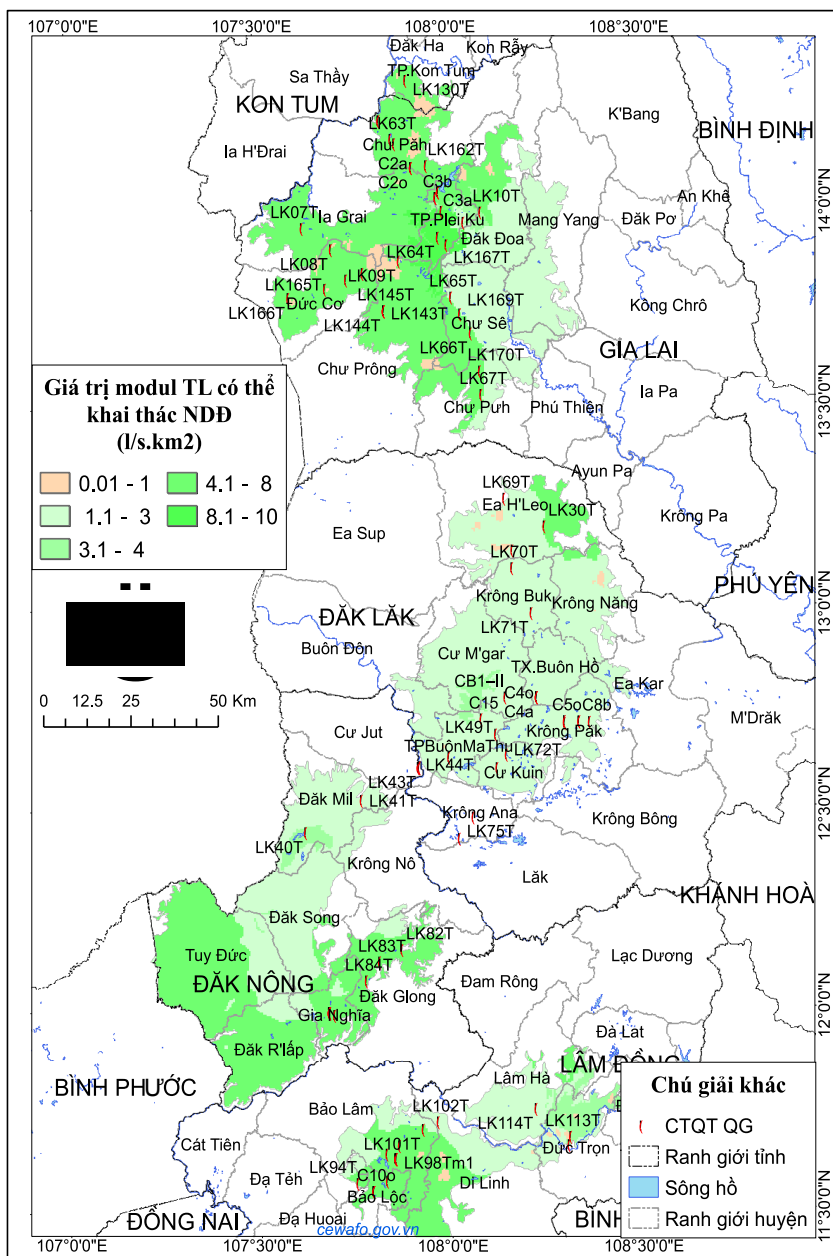 107°0'0"E 107°30'0"E 108°0'0"E 108°30'0"E
Đăk Hà
Kon Rẫy
TP.Kon Tum
Sa Thầy
LK130T
KON TUM
K'Bang
LK63T
BÌNH ĐỊNH
Chư Păh
LK162T
Ia H'Drai
C2a
C2o
C3b
C3a
LK10T
An Khê
LK07T
Ia Grai
TP.Plei Ku
Mang Yang
Đăk Pơ
14°0'0"N
Đăk Đoa
LK64T
LK167T
LK08T
LK09T
LK65T
LK165T
LK145T
LK169T
Đức Cơ
Kông Chrô
LK166T
LK143T
LK144T
Chư Sê
LK66T
GIA LAI
LK170T
Chư Prông
LK67T
Ia Pa
Chư Pưh
Phú Thiện
13°30'0"N
Giá trị modul TL có thể
khai thác NDĐ
(l/s.km2)
0.01 - 1
4.1 - 8
1.1 - 3
8.1 - 10
3.1 - 4
Ayun Pa
LK69T
Ea H'Leo
LK30T
Krông Pa
Ea Sup
LK70T
PHÚ YÊN
Krông Buk
Krông Năng
13°0'0"N
ĐĂK LĂK
LK71T
Buôn Đôn
Cư M'gar
TX.Buôn Hồ
Ea Kar
CB1–II
C4o
C15
C4a
C5o
C8b
M'Drăk
0 12.5 25 50 Km
LK49T
Krông Păk
Cư Jut
TPBuônMaThu
LK72T
LK44T
Cư Kuin
LK43T
Đăk Mil
LK41T
12°30'0"N
Krông Ana
Krông Bông
LK75T
LK40T
Krông Nô
Lăk
KHÁNH HOÀ
Đăk Song
LK82T
LK83T
Tuy Đức
LK84T
Lạc Dương
ĐĂK NÔNG
Đam Rông
Đăk Glong
12°0'0"N
Gia Nghĩa
Đà Lạt
Đăk R'lấp
LÂM ĐỒNG
BÌNH PHƯỚC
Lâm Hà
Chú giải khác
CTQT QG
Ranh giới tỉnh
Sông hồ
Ranh giới huyện
Bảo Lâm
LK102T
LK114T
LK113T
Cát Tiên
LK101T
Đức Trọn
LK94T
LK98Tm1
Đạ Tẻh
C10o
Di Linh
Bảo Lộc
ĐỒNG NAI
Đạ Huoai
BÌNH
11°30'0"N
cewafo.gov.vn
107°0'0"E 107°30'0"E 108°0'0"E 108°30'0"E